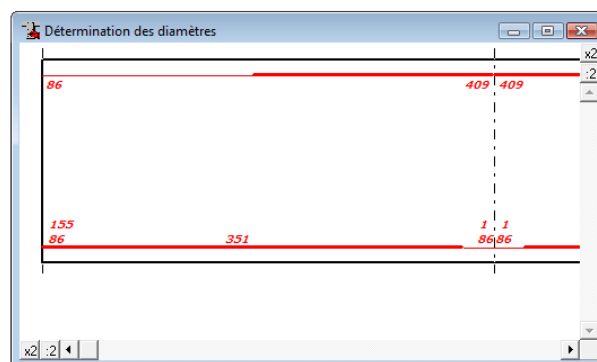 Détermination des diamètres
x2
:2
86 409 409
155 1 1
86 351 86 86
x2 :2